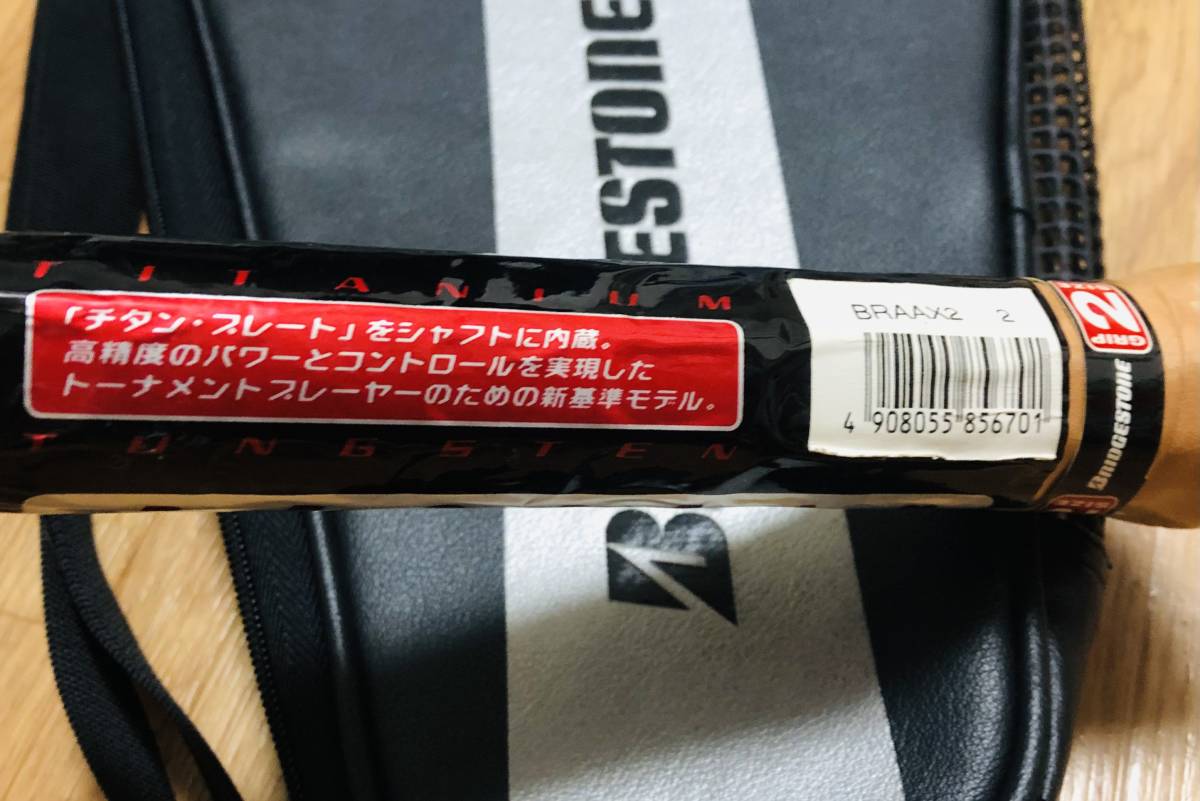 TITANIUM
「チタン・プレート」をシャフトに内蔵。
高精度のパワーとコントロールを実現した
トーナメントプレーヤーのための新基準モデル。
TUNGSTEN
BRAAX2 2
4 908055 856701
GRIP 2
BRIDGESTONE
B
ESTONE